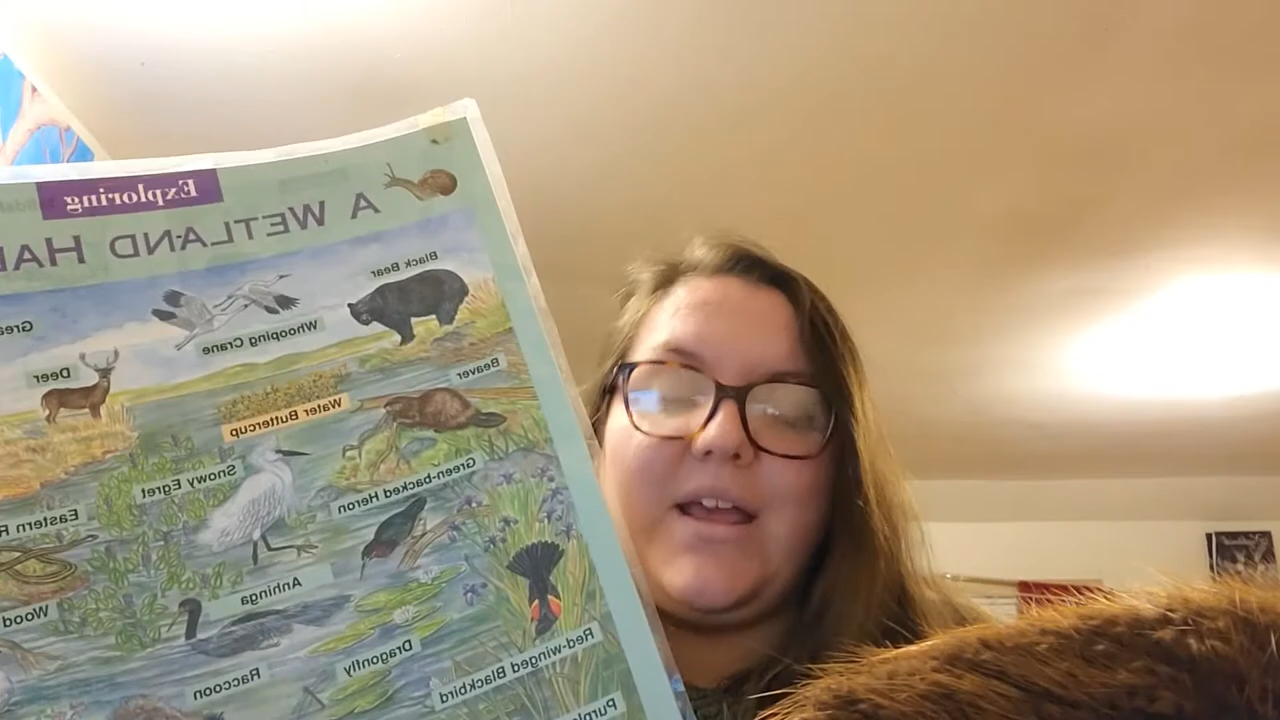 Exploring
A WETLAND
Black Bear
Whooping Crane
Deer
Beaver
Water Buttercup
Snowy Egret
Green-backed Heron
Eastern
Anhinga
Wood
Dragonfly
Red-winged Blackbird
Raccoon